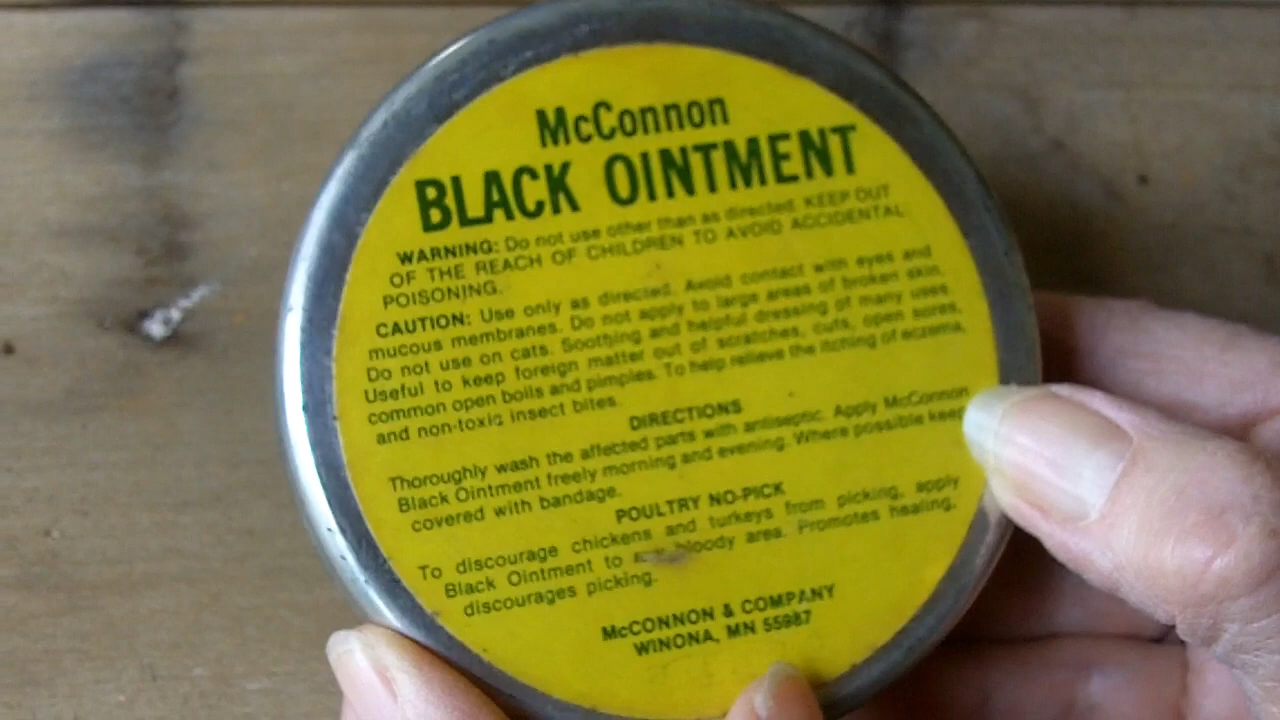 McConnon
BLACK OINTMENT
WARNING: Do not use other than as directed. KEEP OUT
OF THE REACH OF CHILDREN TO AVOID ACCIDENTAL
POISONING.
CAUTION: Use only as directed. Avoid contact with eyes and
mucous membranes. Do not apply to large areas of broken skin.
Do not use on cats. Soothing and helpful dressing of many uses.
Useful to keep foreign matter out of scratches, cuts, open sores,
common open boils and pimples. To help relieve the itching of eczema,
and non-toxic insect bites.
DIRECTIONS
Thoroughly wash the affected parts with antiseptic. Apply McConnon
Black Ointment freely morning and evening. Where possible keep
covered with bandage.
POULTRY NO-PICK
To discourage chickens and turkeys from picking, apply
Black Ointment to bloody area. Promotes healing,
discourages picking.
McCONNON & COMPANY
WINONA, MN 55987